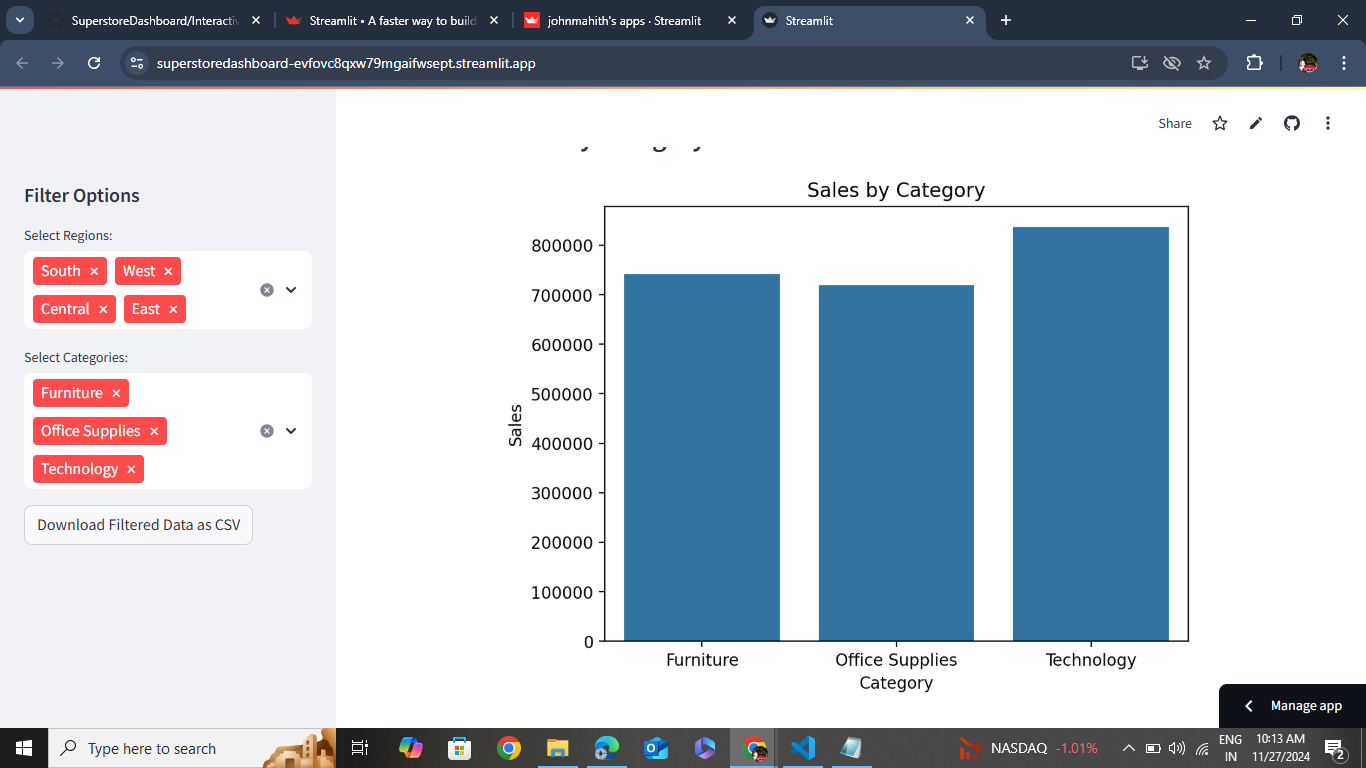 SuperstoreDashboard/Interactiv
Streamlit • A faster way to build
johnmahith's apps · Streamlit
Streamlit
superstoredashboard-evfovc8qxw79mgaifwsept.streamlit.app
Share
Filter Options
Select Regions:
South × West ×
Central × East ×
Select Categories:
Furniture ×
Office Supplies ×
Technology ×
Download Filtered Data as CSV
Sales by Category
800000
700000
600000
500000
400000
300000
200000
100000
0
Sales
Furniture Office Supplies Technology
Category
Manage app
Type here to search
NASDAQ -1.01%
ENG
IN
10:13 AM
11/27/2024
2